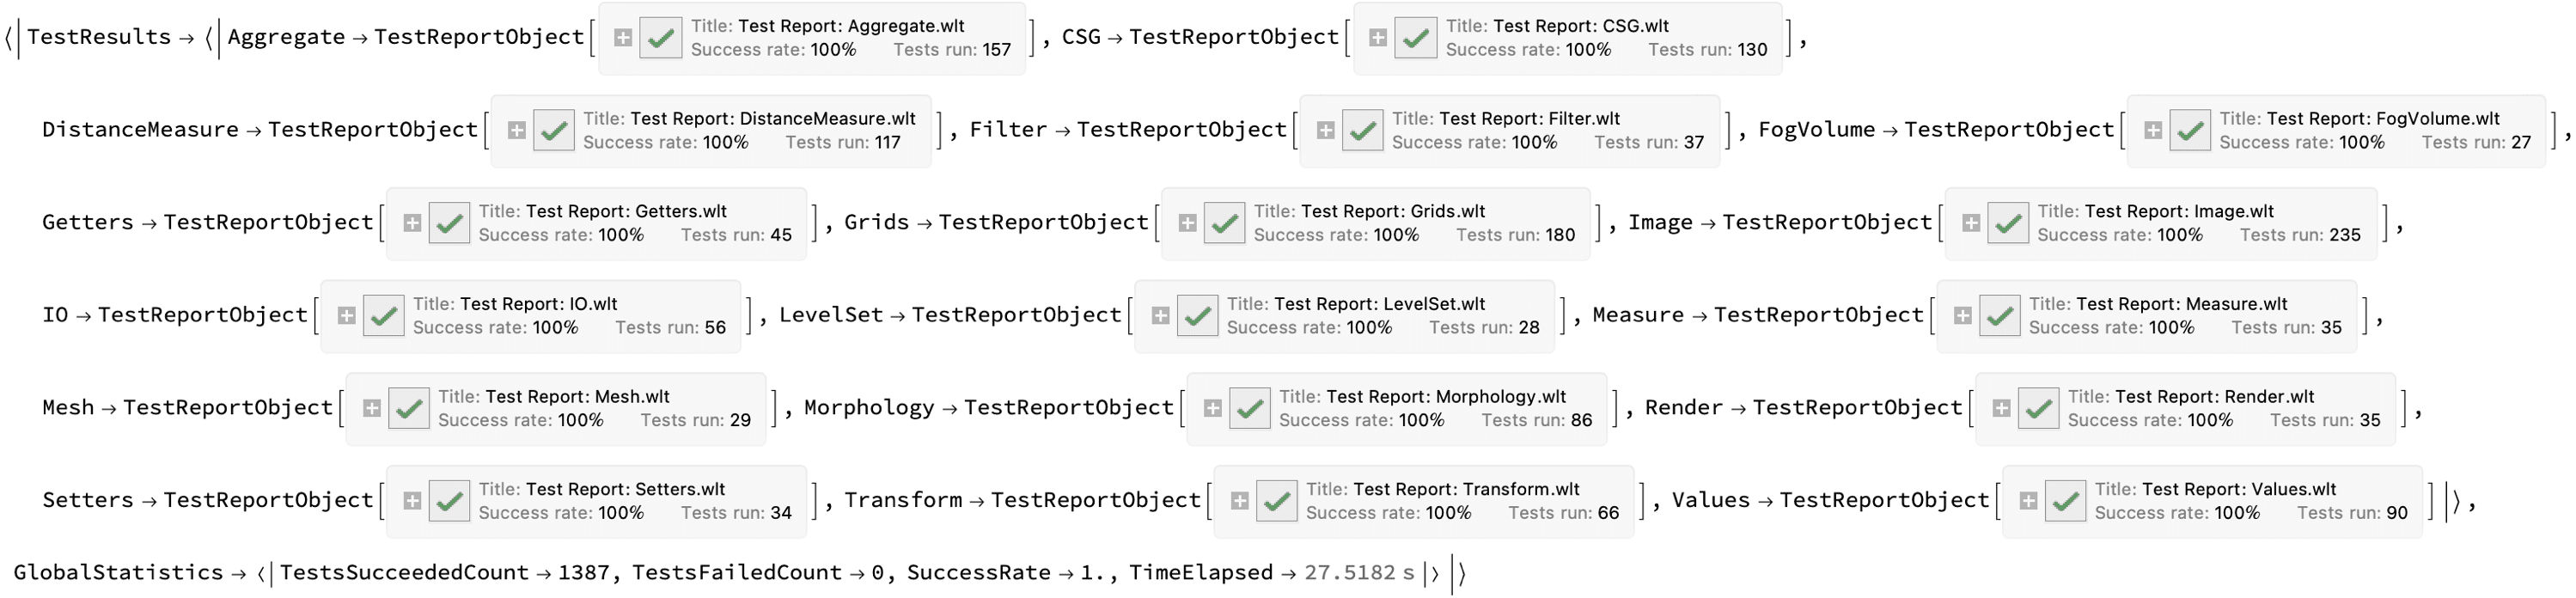 <|TestResults → <|Aggregate → TestReportObject[ Title: Test Report: Aggregate.wlt Success rate: 100% Tests run: 157 ], CSG → TestReportObject[ Title: Test Report: CSG.wlt Success rate: 100% Tests run: 130 ],
DistanceMeasure → TestReportObject[ Title: Test Report: DistanceMeasure.wlt Success rate: 100% Tests run: 117 ], Filter → TestReportObject[ Title: Test Report: Filter.wlt Success rate: 100% Tests run: 37 ], FogVolume → TestReportObject[ Title: Test Report: FogVolume.wlt Success rate: 100% Tests run: 27 ],
Getters → TestReportObject[ Title: Test Report: Getters.wlt Success rate: 100% Tests run: 45 ], Grids → TestReportObject[ Title: Test Report: Grids.wlt Success rate: 100% Tests run: 180 ], Image → TestReportObject[ Title: Test Report: Image.wlt Success rate: 100% Tests run: 235 ],
IO → TestReportObject[ Title: Test Report: IO.wlt Success rate: 100% Tests run: 56 ], LevelSet → TestReportObject[ Title: Test Report: LevelSet.wlt Success rate: 100% Tests run: 28 ], Measure → TestReportObject[ Title: Test Report: Measure.wlt Success rate: 100% Tests run: 35 ],
Mesh → TestReportObject[ Title: Test Report: Mesh.wlt Success rate: 100% Tests run: 29 ], Morphology → TestReportObject[ Title: Test Report: Morphology.wlt Success rate: 100% Tests run: 86 ], Render → TestReportObject[ Title: Test Report: Render.wlt Success rate: 100% Tests run: 35 ],
Setters → TestReportObject[ Title: Test Report: Setters.wlt Success rate: 100% Tests run: 34 ], Transform → TestReportObject[ Title: Test Report: Transform.wlt Success rate: 100% Tests run: 66 ], Values → TestReportObject[ Title: Test Report: Values.wlt Success rate: 100% Tests run: 90 ]|>,
GlobalStatistics → <|TestsSucceededCount → 1387, TestsFailedCount → 0, SuccessRate → 1., TimeElapsed → 27.5182 s|>|>